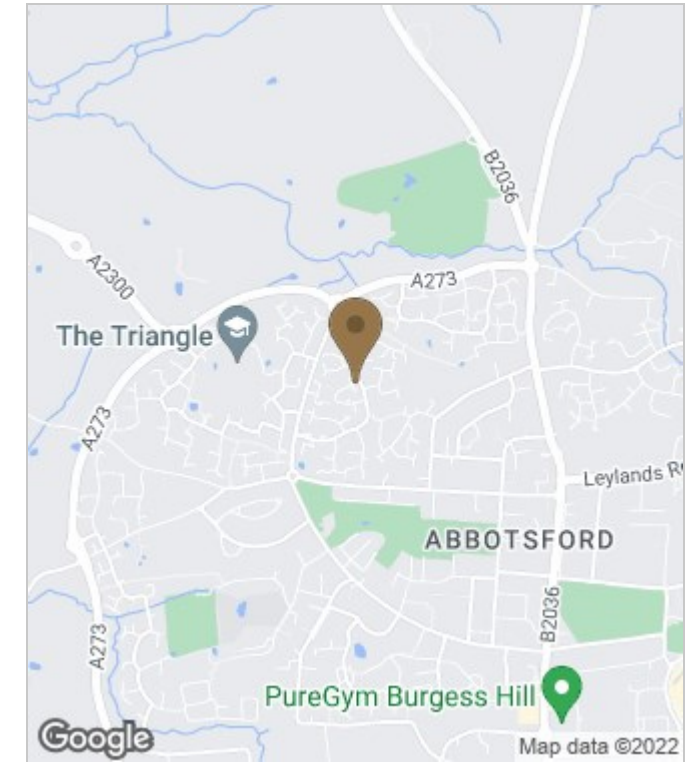 B2036
A2300
A273
The Triangle
A273
Leylands R
ABBOTSFORD
B2036
A273
PureGym Burgess Hill
Google
Map data ©2022